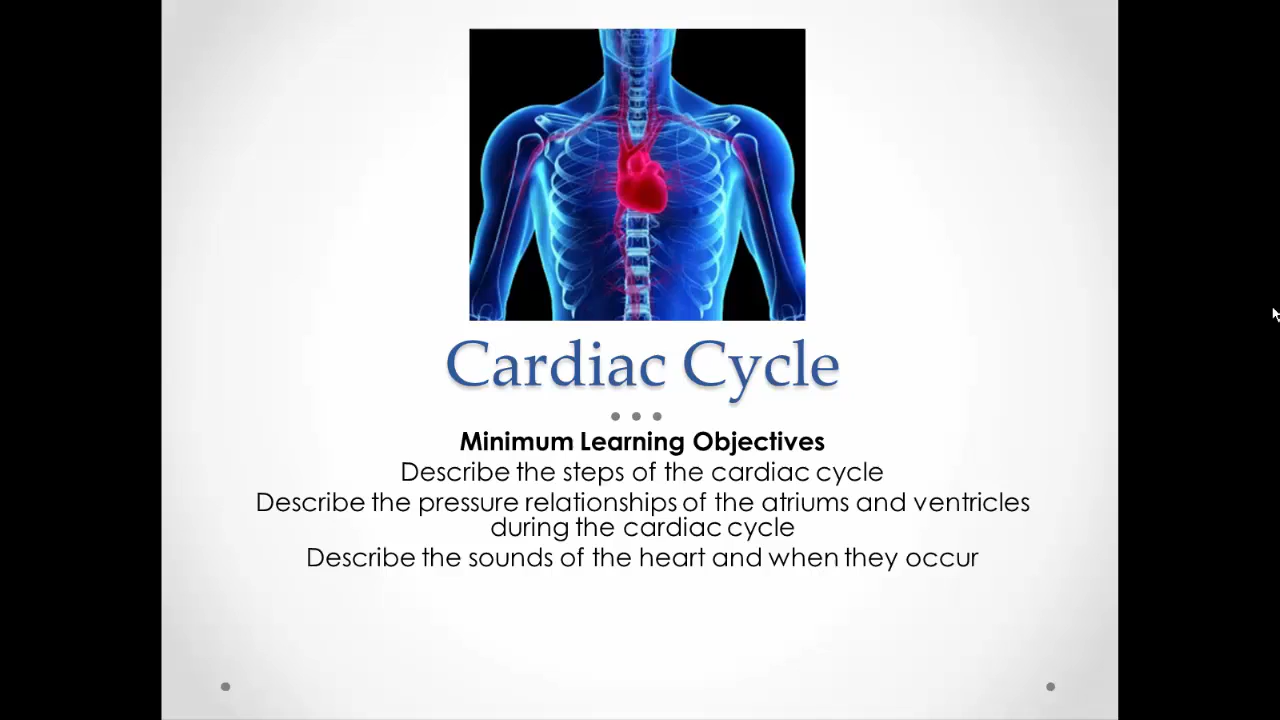 Cardiac Cycle
Minimum Learning Objectives
Describe the steps of the cardiac cycle
Describe the pressure relationships of the atriums and ventricles
during the cardiac cycle
Describe the sounds of the heart and when they occur